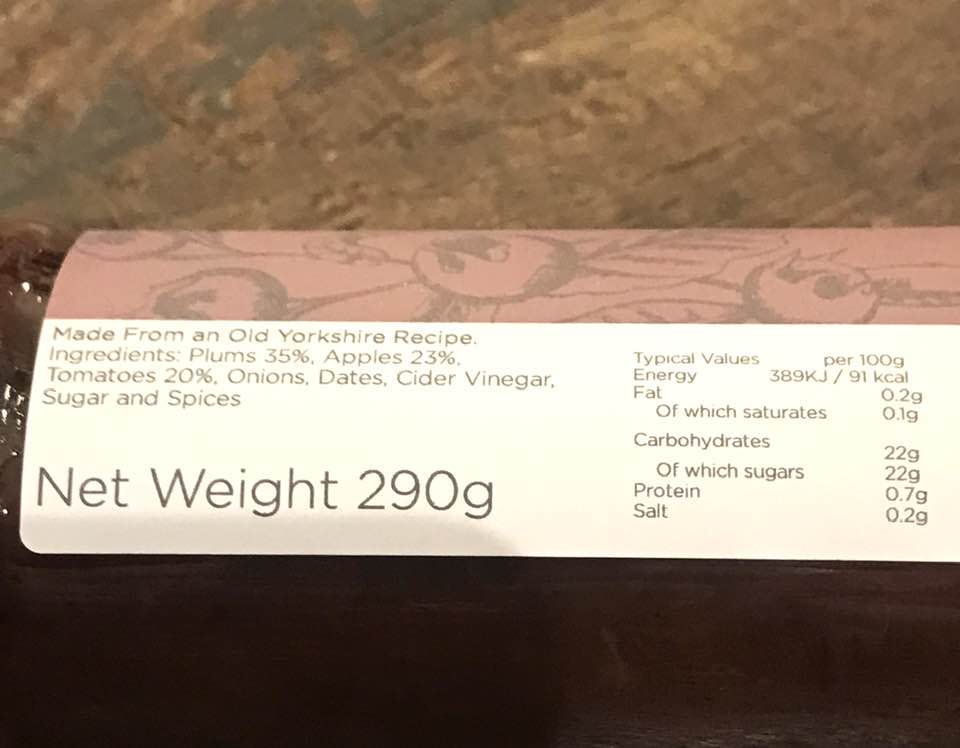 Made From an Old Yorkshire Recipe.
Ingredients: Plums 35%, Apples 23%,
Tomatoes 20%, Onions, Dates, Cider Vinegar,
Sugar and Spices
Net Weight 290g
Typical Values per 100g
Energy 389KJ / 91 kcal
Fat 0.2g
Of which saturates 0.1g
Carbohydrates 22g
Of which sugars 22g
Protein 0.7g
Salt 0.2g